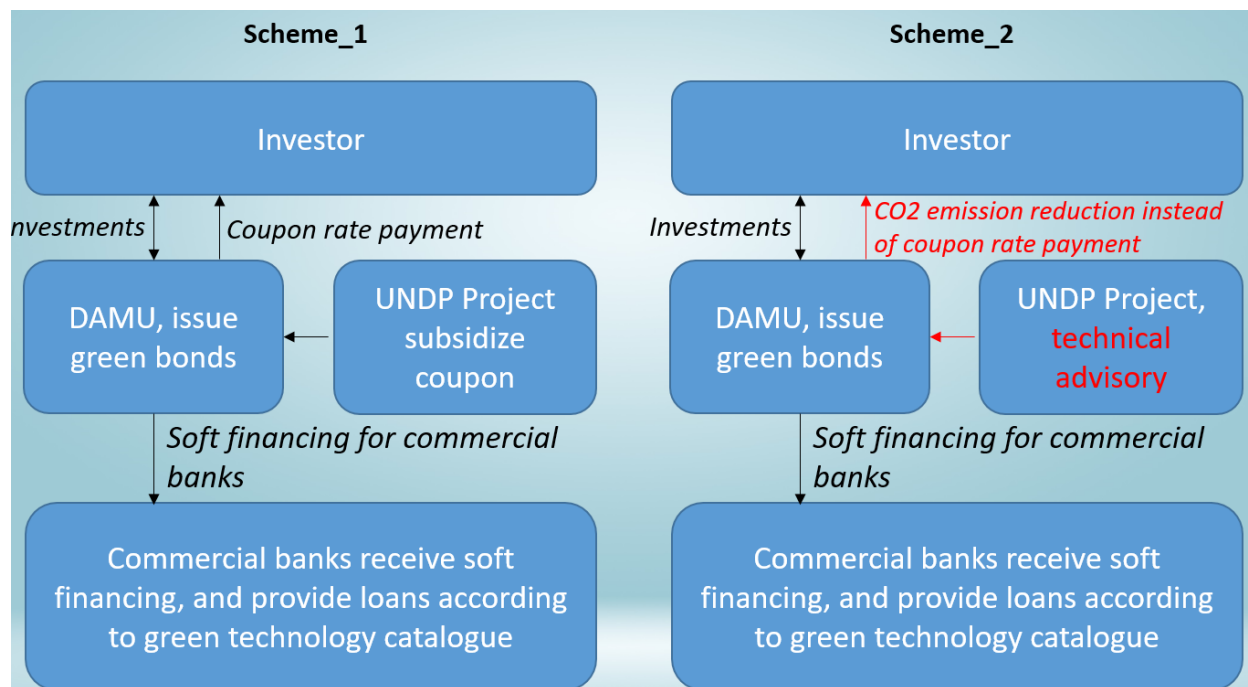 Scheme_1
Investor
nvestments
Coupon rate payment
DAMU, issue
green bonds
UNDP Project
subsidize
coupon
Soft financing for commercial
banks
Commercial banks receive soft
financing, and provide loans according
to green technology catalogue
Scheme_2
Investor
Investments
CO2 emission reduction instead
of coupon rate payment
DAMU, issue
green bonds
UNDP Project,
technical
advisory
Soft financing for commercial
banks
Commercial banks receive soft
financing, and provide loans according
to green technology catalogue